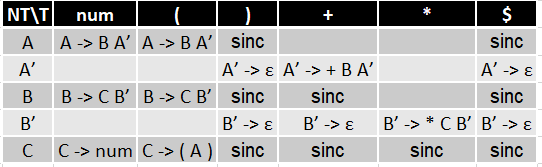 NT\T num ( ) + * $
A A -> B A’ A -> B A’ sinc sinc
A’ A’ -> ε A’ -> + B A’ A’ -> ε
B B -> C B’ B -> C B’ sinc sinc sinc
B’ B’ -> ε B’ -> ε B’ -> * C B’ B’ -> ε
C C -> num C -> ( A ) sinc sinc sinc sinc